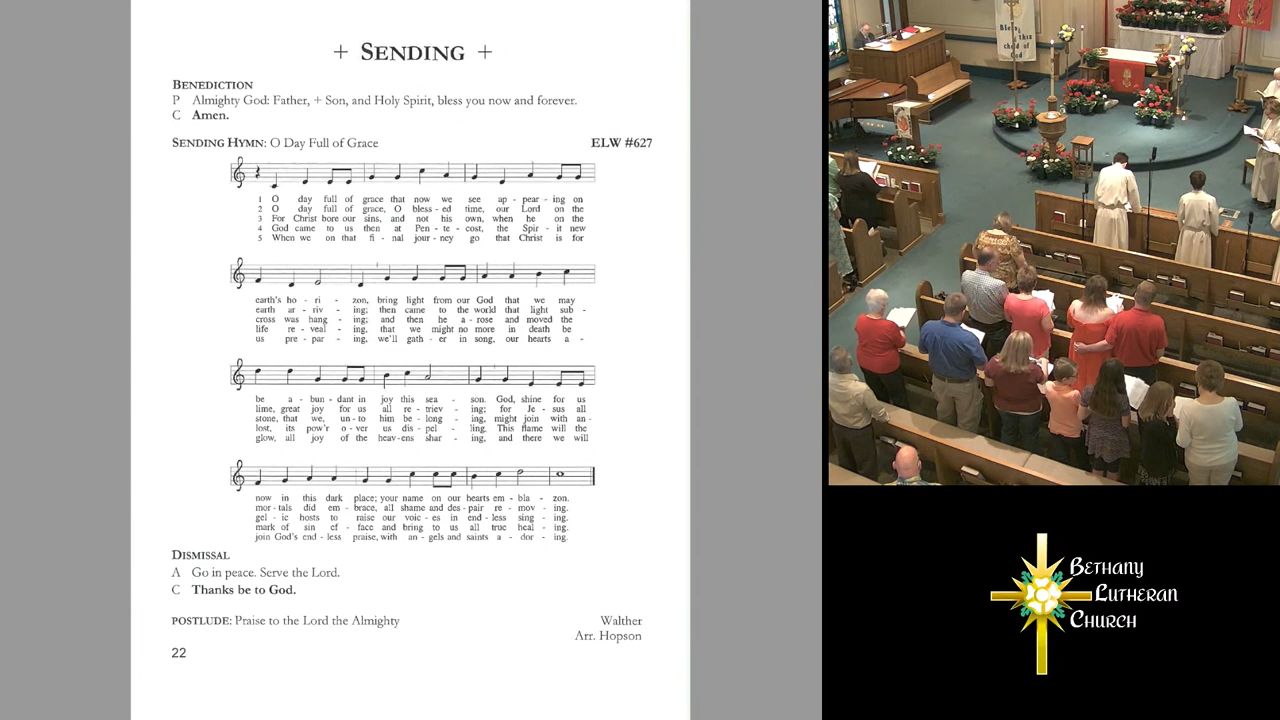 + SENDING +
BENEDICTION
P Almighty God: Father, + Son, and Holy Spirit, bless you now and forever.
C Amen.
SENDING HYMN: O Day Full of Grace ELW #627
1 O day full of grace that now we see ap - pear - ing on
2 O day full of grace, O bless - ed time, our Lord on the
3 For Christ bore our sins, and not his own, when he on the
4 God came to us then at Pen - te - cost, the Spir - it new
5 When we on that fi - nal jour - ney go that Christ is for
earth's ho - ri - zon, bring light from our God that we may
earth ar - riv - ing; then came to the world that light sub -
cross was hang - ing; and then he a - rose and moved the
life re - veal - ing, that we might no more in death be
us pre - par - ing, we'll gath - er in song, our hearts a -
be a - bun - dant in joy this sea - son. God, shine for us
lime, great joy for us all re - triev - ing; for Je - sus all
stone, that we, un - to him be - long - ing, might join with an -
lost, its pow'r o - ver us dis - pel - ling. This flame will the
glow, all joy of the heav - ens shar - ing, and there we will
now in this dark place; your name on our hearts em - bla - zon.
mor - tals did em - brace, all shame and des - pair re - mov - ing.
gel - ic hosts to raise our voic - es in end - less sing - ing.
mark of sin ef - face and bring to us all true heal - ing.
join God's end - less praise, with an - gels and saints a - dor - ing.
DISMISSAL
A Go in peace. Serve the Lord.
C Thanks be to God.
POSTLUDE: Praise to the Lord the Almighty Walther
Arr. Hopson
22
Bless
this
child of
God
Bethany
Lutheran
Church